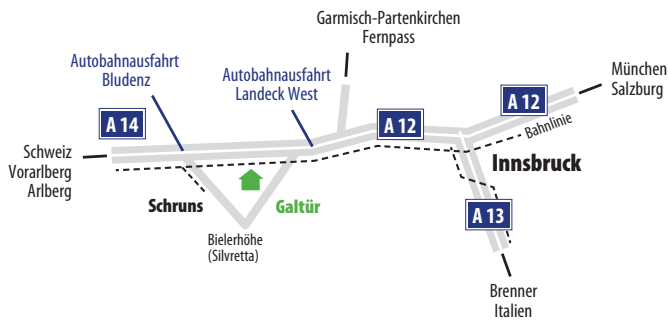 Garmisch-Partenkirchen
Fernpass
Autobahnausfahrt
Bludenz
Autobahnausfahrt
Landeck West
München
Salzburg
A 14
A 12
A 12
Bahnlinie
Schweiz
Vorarlberg
Arlberg
Innsbruck
Schruns
Galtür
A 13
Bielerhöhe
(Silvretta)
Brenner
Italien